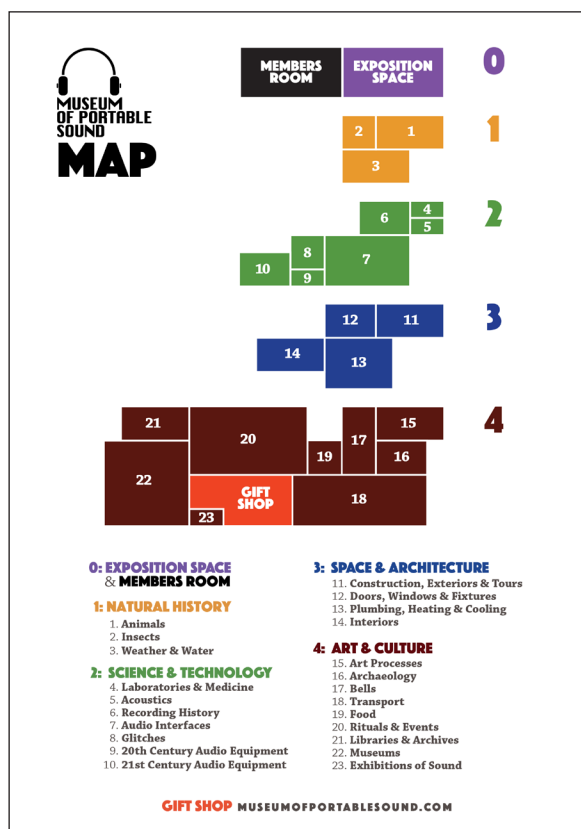 MUSEUM
OF PORTABLE
SOUND
MAP
MEMBERS
ROOM
EXPOSITION
SPACE
0
2
1
3
1
6
4
5
8
7
10
9
2
12
11
14
13
3
21
20
19
17
15
16
22
GIFT
SHOP
18
23
4
0: EXPOSITION SPACE
& MEMBERS ROOM
1: NATURAL HISTORY
1. Animals
2. Insects
3. Weather & Water
2: SCIENCE & TECHNOLOGY
4. Laboratories & Medicine
5. Acoustics
6. Recording History
7. Audio Interfaces
8. Glitches
9. 20th Century Audio Equipment
10. 21st Century Audio Equipment
3: SPACE & ARCHITECTURE
11. Construction, Exteriors & Tours
12. Doors, Windows & Fixtures
13. Plumbing, Heating & Cooling
14. Interiors
4: ART & CULTURE
15. Art Processes
16. Archaeology
17. Bells
18. Transport
19. Food
20. Rituals & Events
21. Libraries & Archives
22. Museums
23. Exhibitions of Sound
GIFT SHOP MUSEUMOFPORTABLESOUND.COM